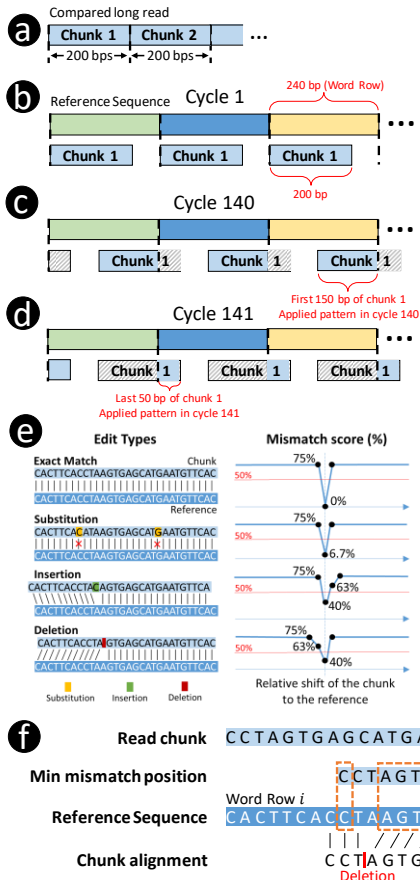 a
Compared long read
Chunk 1 Chunk 2 ...
200 bps 200 bps
b
Reference Sequence
Cycle 1
240 bp (Word Row)
...
Chunk 1 Chunk 1 Chunk 1
200 bp
c
Cycle 140
...
Chunk 1 Chunk 1 Chunk 1
First 150 bp of chunk 1
Applied pattern in cycle 140
d
Cycle 141
...
Chunk 1 Chunk 1 Chunk 1
Last 50 bp of chunk 1
Applied pattern in cycle 141
e
Edit Types
Exact Match
Chunk
CACTTCACCTAAGTGAGCATGAATGTTCAC
CACTTCACCTAAGTGAGCATGAATGTTCAC
Reference
Substitution
CACTTCACATAAGTGAGCATGAATGTTCAC
CACTTCACCTAAGTGAGCATGAATGTTCAC
Insertion
CACTTCACCTACAGTGAGCATGAATGTTCA
CACTTCACCTAAGTGAGCATGAATGTTCAC
Deletion
CACTTCACCTAGTGAGCATGAATGTTCAC
CACTTCACCTAAGTGAGCATGAATGTTCAC
Substitution Insertion Deletion
Mismatch score (%)
75%
50%
0%
75%
50%
6.7%
75%
50%
63%
40%
75%
50%
63%
40%
Relative shift of the chunk
to the reference
f
Read chunk
CCTAGTGAGCATGA
Min mismatch position
CCTAGT
Word Row i
Reference Sequence
CACTTCACCTAAGT
Chunk alignment
CCTAGTG
Deletion